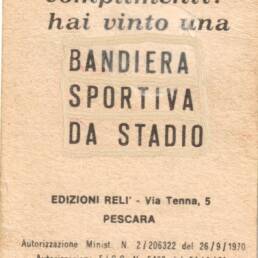 complimenti!
hai vinto una
BANDIERA
SPORTIVA
DA STADIO
EDIZIONI RELI' - Via Tenna, 5
PESCARA
Autorizzazione Minist. N. 2/206322 del 26/9/1970